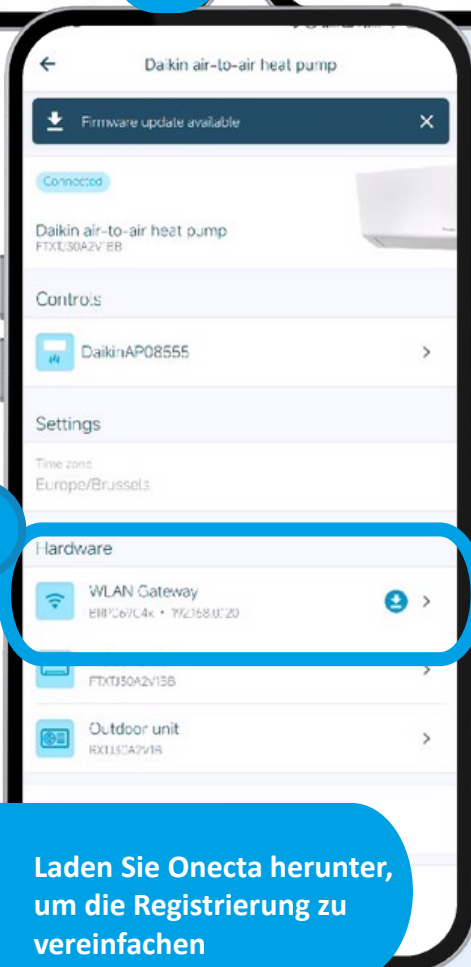 Daikin air-to-air heat pump
Firmware update available
Connected
Daikin air-to-air heat pump
Controls
DaikinAP08555
Settings
Time zone
Europe/Brussels
Hardware
WLAN Gateway
Outdoor unit
Laden Sie Onecta herunter,
um die Registrierung zu
vereinfachen